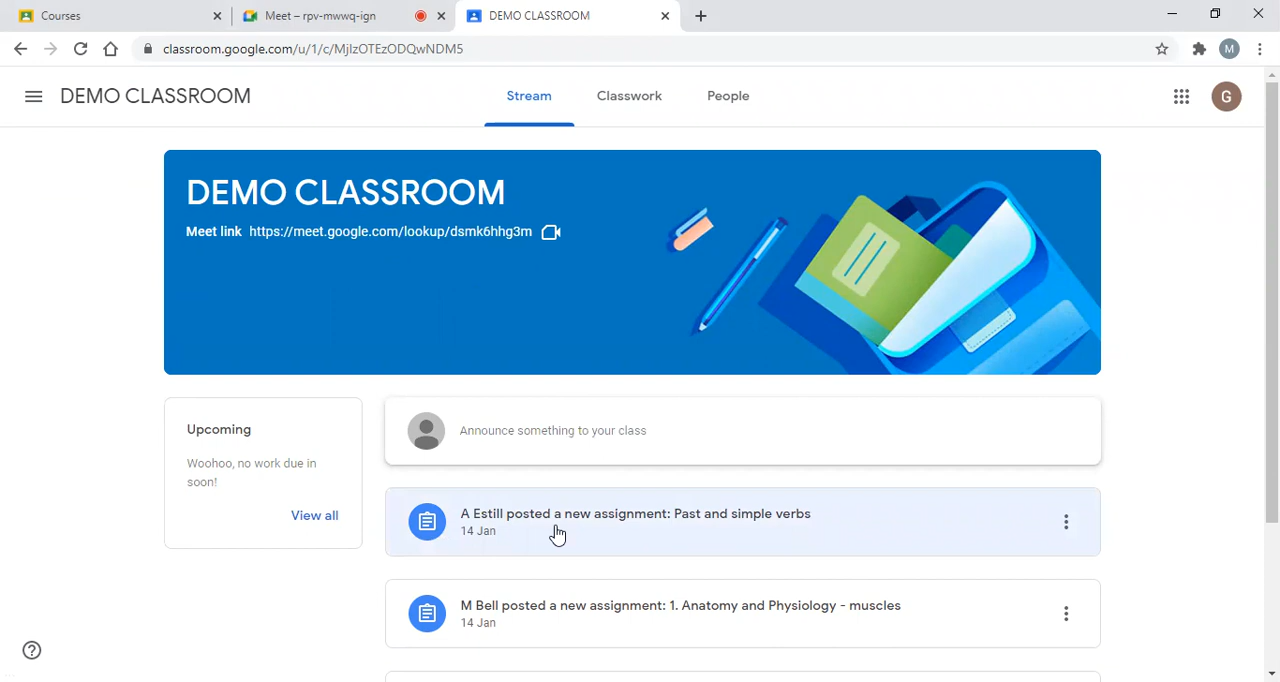 Courses
Meet – rpv-mwwq-ign
DEMO CLASSROOM
classroom.google.com/u/1/c/MjIzOTEzODQwNDM5
M
DEMO CLASSROOM
Stream
Classwork
People
G
DEMO CLASSROOM
Meet link https://meet.google.com/lookup/dsmk6hhg3m
Upcoming
Woohoo, no work due in
soon!
View all
Announce something to your class
A Estill posted a new assignment: Past and simple verbs
14 Jan
M Bell posted a new assignment: 1. Anatomy and Physiology - muscles
14 Jan